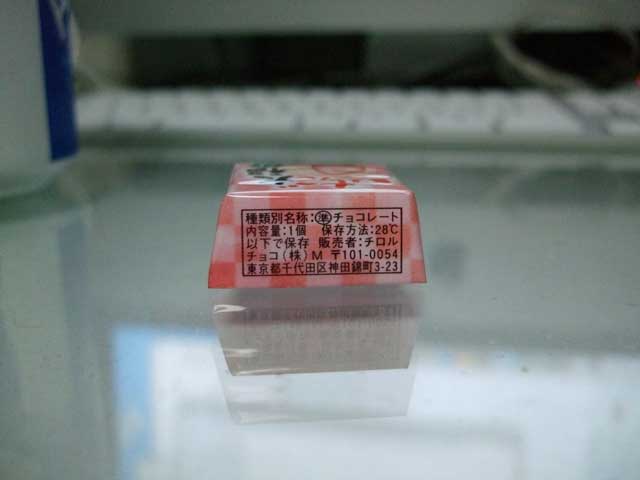 種類別名称:㊜チョコレート
内容量:1個 保存方法:28℃
以下で保存 販売者:チロル
チョコ(株)M 〒101-0054
東京都千代田区神田錦町3-23